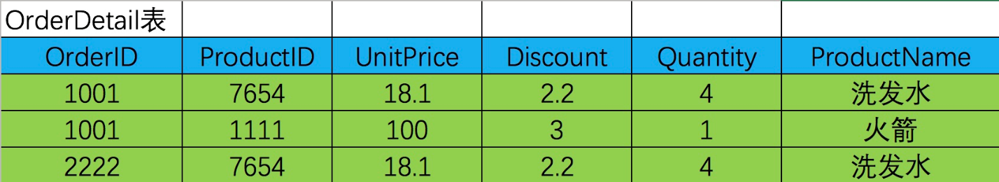 OrderDetail表
OrderID ProductID UnitPrice Discount Quantity ProductName
1001 7654 18.1 2.2 4 洗发水
1001 1111 100 3 1 火箭
2222 7654 18.1 2.2 4 洗发水